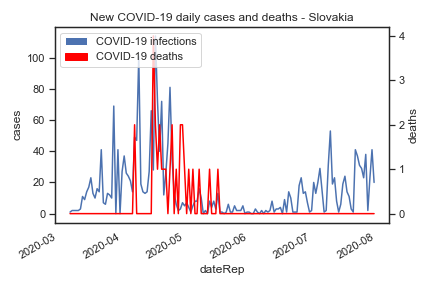 New COVID-19 daily cases and deaths - Slovakia
COVID-19 infections
COVID-19 deaths
100
80
60
40
20
0
cases
4
3
2
1
0
deaths
2020-03
2020-04
2020-05
2020-06
2020-07
2020-08
dateRep